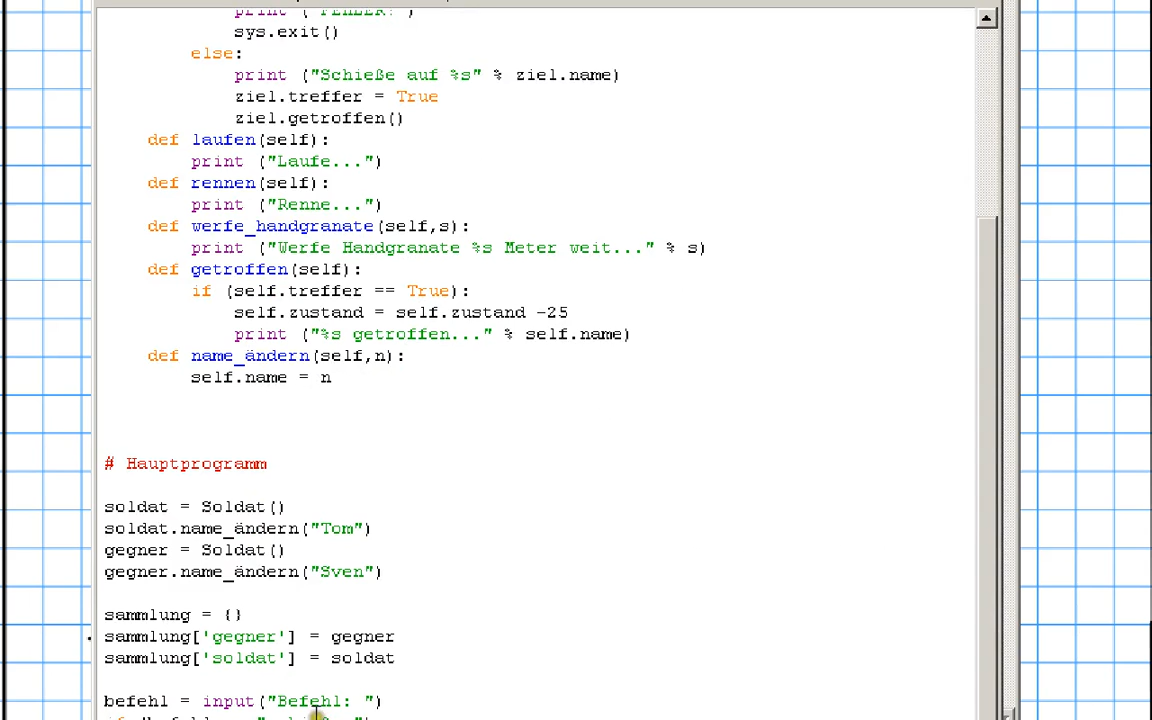 print ("FEHLER!")
sys.exit()
else:
print ("Schieße auf %s" % ziel.name)
ziel.treffer = True
ziel.getroffen()
def laufen(self):
print ("Laufe...")
def rennen(self):
print ("Renne...")
def werfe_handgranate(self,s):
print ("Werfe Handgranate %s Meter weit..." % s)
def getroffen(self):
if (self.treffer == True):
self.zustand = self.zustand -25
print ("%s getroffen..." % self.name)
def name_ändern(self,n):
self.name = n
# Hauptprogramm
soldat = Soldat()
soldat.name_ändern("Tom")
gegner = Soldat()
gegner.name_ändern("Sven")
sammlung = {}
sammlung['gegner'] = gegner
sammlung['soldat'] = soldat
befehl = input("Befehl: ")